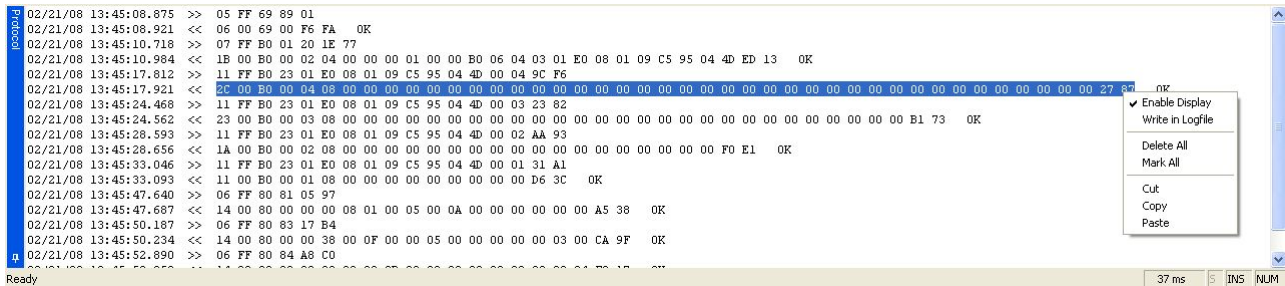 Protocol
02/21/08 13:45:08.875 >> 05 FF 69 89 01
02/21/08 13:45:08.921 << 06 00 69 00 F6 FA OK
02/21/08 13:45:10.718 >> 07 FF B0 01 20 1E 77
02/21/08 13:45:10.984 << 1B 00 B0 00 02 04 00 00 00 01 00 00 B0 06 04 03 01 E0 08 01 09 C5 95 04 4D ED 13 OK
02/21/08 13:45:17.812 >> 11 FF B0 23 01 E0 08 01 09 C5 95 04 4D 00 04 9C F6
02/21/08 13:45:17.921 << 2C 00 B0 00 04 08 00 00 00 00 00 00 00 00 00 00 00 00 00 00 00 00 00 00 00 00 00 00 00 00 00 00 00 00 00 00 00 00 00 00 00 00 27 87 OK
02/21/08 13:45:24.468 >> 11 FF B0 23 01 E0 08 01 09 C5 95 04 4D 00 03 23 82
02/21/08 13:45:24.562 << 23 00 B0 00 03 08 00 00 00 00 00 00 00 00 00 00 00 00 00 00 00 00 00 00 00 00 00 00 00 00 00 00 00 B1 73 OK
02/21/08 13:45:28.593 >> 11 FF B0 23 01 E0 08 01 09 C5 95 04 4D 00 02 AA 93
02/21/08 13:45:28.656 << 1A 00 B0 00 02 08 00 00 00 00 00 00 00 00 00 00 00 00 00 00 00 00 00 00 F0 E1 OK
02/21/08 13:45:33.046 >> 11 FF B0 23 01 E0 08 01 09 C5 95 04 4D 00 01 31 A1
02/21/08 13:45:33.093 << 11 00 B0 00 01 08 00 00 00 00 00 00 00 00 00 D6 3C OK
02/21/08 13:45:47.640 >> 06 FF 80 81 05 97
02/21/08 13:45:47.687 << 14 00 80 00 00 00 08 01 00 05 00 0A 00 00 00 00 00 00 A5 38 OK
02/21/08 13:45:50.187 >> 06 FF 80 83 17 B4
02/21/08 13:45:50.234 << 14 00 80 00 00 38 00 0F 00 00 05 00 00 00 00 00 03 00 CA 9F OK
02/21/08 13:45:52.890 >> 06 FF 80 84 A8 C0
Enable Display
Write in Logfile
Delete All
Mark All
Cut
Copy
Paste
Ready
37 ms
S
INS
NUM